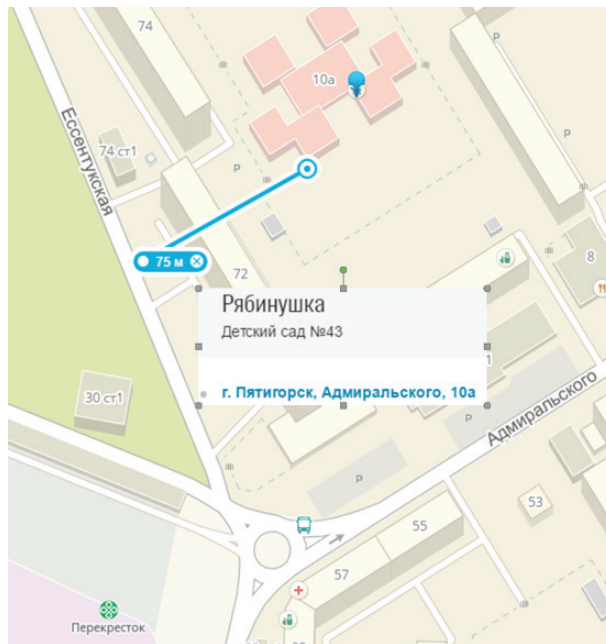 74
10а
Ессентукская
74 ст1
P
P
75 м
72
8
Рябинушка
Детский сад №43
1
г. Пятигорск, Адмиральского, 10а
30 ст1
P
Адмиральского
P
53
55
57
Перекресток